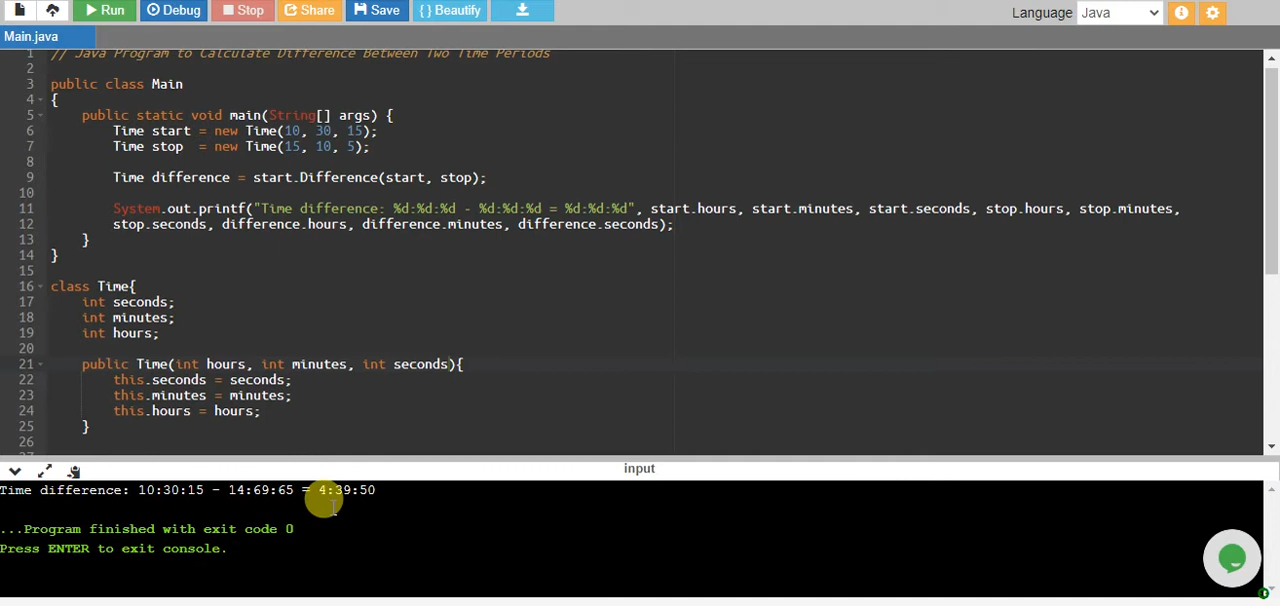 Run Debug Stop Share Save { } Beautify Language Java
Main.java
1 // Java Program to Calculate Difference Between Two Time Periods
2
3 public class Main
4 {
5 public static void main(String[] args) {
6 Time start = new Time(10, 30, 15);
7 Time stop  = new Time(15, 10, 5);
8
9 Time difference = start.Difference(start, stop);
10
11 System.out.printf("Time difference: %d:%d:%d - %d:%d:%d = %d:%d:%d", start.hours, start.minutes, start.seconds, stop.hours, stop.minutes,
12 stop.seconds, difference.hours, difference.minutes, difference.seconds);
13 }
14 }
15
16 class Time{
17 int seconds;
18 int minutes;
19 int hours;
20
21 public Time(int hours, int minutes, int seconds){
22 this.seconds = seconds;
23 this.minutes = minutes;
24 this.hours = hours;
25 }
26
input
Time difference: 10:30:15 - 14:69:65 = 4:39:50
...Program finished with exit code 0
Press ENTER to exit console.